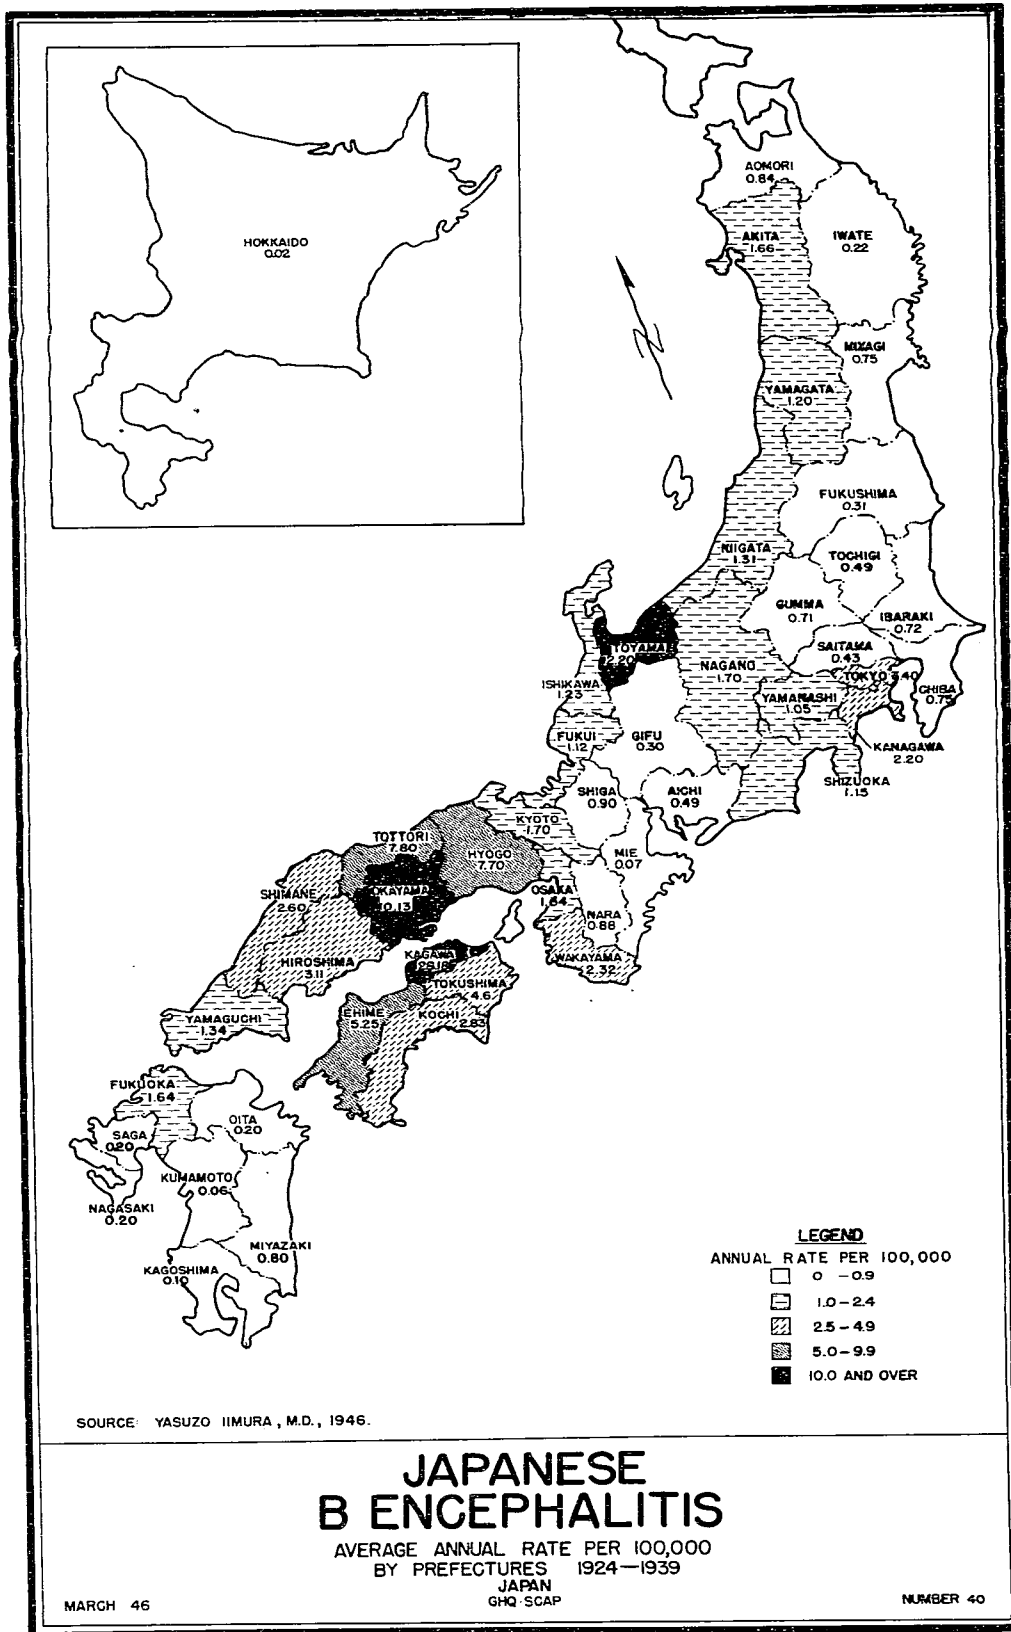 HOKKAIDO
0.02
AOMORI
0.84
AKITA
1.66
IWATE
0.22
MIXAGI
0.75
YAMAGATA
1.20
FUKUSHIMA
0.31
NIIGATA
1.31
TOCHIGI
0.49
GUMMA
0.71
IBARAKI
0.72
TOYAMA
SAITAMA
0.43
NAGANO
1.70
TOKYO
ISHIKAWA
1.23
YAMANASHI
1.05
CHIBA
0.75
FUKUI
1.12
GIFU
0.30
KANAGAWA
2.20
SHIZUOKA
1.15
SHIGA
0.90
AICHI
0.49
KYOTO
1.70
TOTTORI
7.80
HYOGO
7.70
MIE
0.07
SHIMANE
2.60
OKAYAMA
10.13
OSAKA
1.64
NARA
0.88
HIROSHIMA
3.11
KAGAWA
WAKAYAMA
2.32
TOKUSHIMA
4.6
EHIME
5.25
KOCHI 2.83
YAMAGUCHI
1.34
FUKUOKA
1.64
OITA
0.20
SAGA
0.20
KUMAMOTO
0.06
NAGASAKI
0.20
MIYAZAKI
0.80
KAGOSHIMA
0.10
LEGEND
ANNUAL RATE PER 100,000
0 - 0.9
1.0 - 2.4
2.5 - 4.9
5.0 - 9.9
10.0 AND OVER
SOURCE: YASUZO IIMURA, M.D., 1946.
JAPANESE
B ENCEPHALITIS
AVERAGE ANNUAL RATE PER 100,000
BY PREFECTURES 1924—1939
JAPAN
GHQ-SCAP
MARCH 46
NUMBER 40